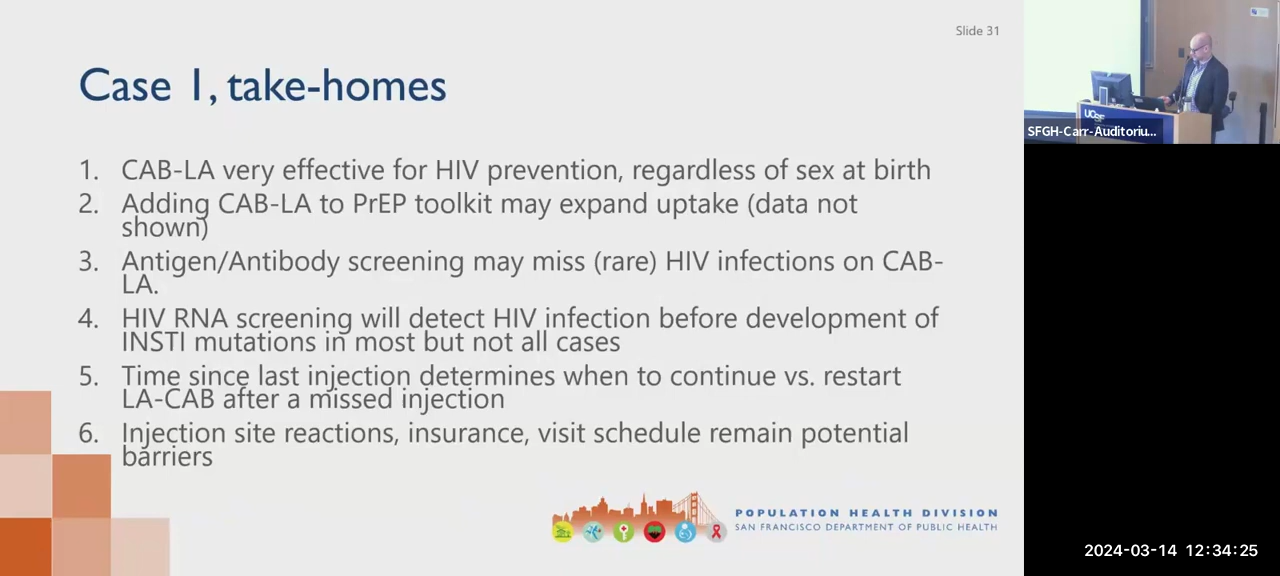 Slide 31
Case 1, take-homes
1. CAB-LA very effective for HIV prevention, regardless of sex at birth
2. Adding CAB-LA to PrEP toolkit may expand uptake (data not
shown)
3. Antigen/Antibody screening may miss (rare) HIV infections on CAB-
LA.
4. HIV RNA screening will detect HIV infection before development of
INSTI mutations in most but not all cases
5. Time since last injection determines when to continue vs. restart
LA-CAB after a missed injection
6. Injection site reactions, insurance, visit schedule remain potential
barriers
POPULATION HEALTH DIVISION
SAN FRANCISCO DEPARTMENT OF PUBLIC HEALTH
UCSF
SFGH-Carr-Auditoriu...
2024-03-14 12:34:25